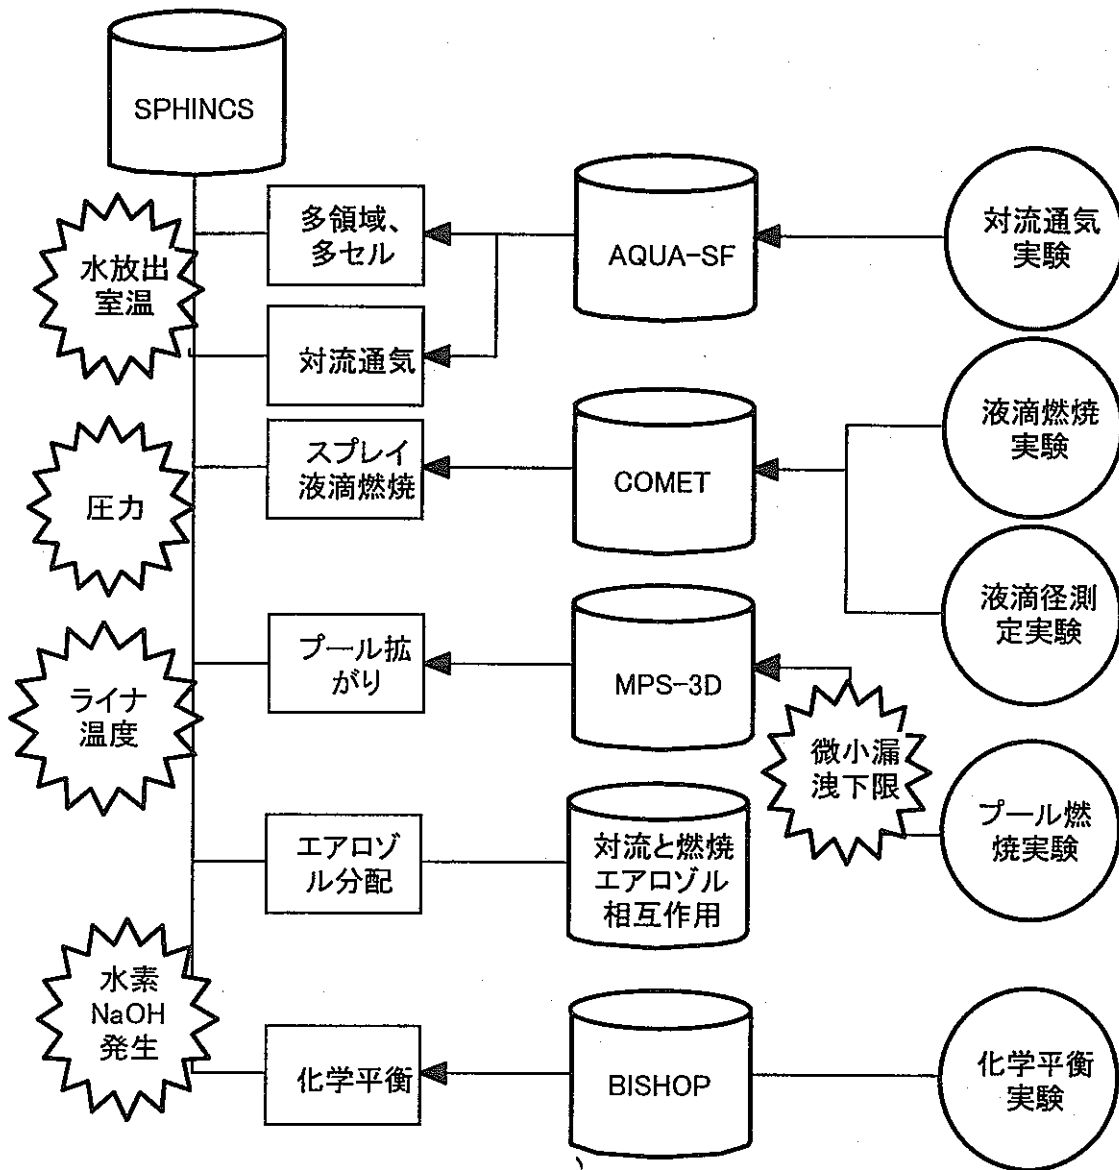 SPHINCS
多領域、
多セル
水放出
室温
AQUA-SF
対流通気
実験
対流通気
スプレイ
液滴燃焼
COMET
液滴燃焼
実験
圧力
液滴径測
定実験
プール拡
がり
MPS-3D
ライナ
温度
微小漏
洩下限
プール燃
焼実験
エアロゾ
ル分配
対流と燃焼
エアロゾル
相互作用
水素
NaOH
発生
化学平衡
BISHOP
化学平衡
実験